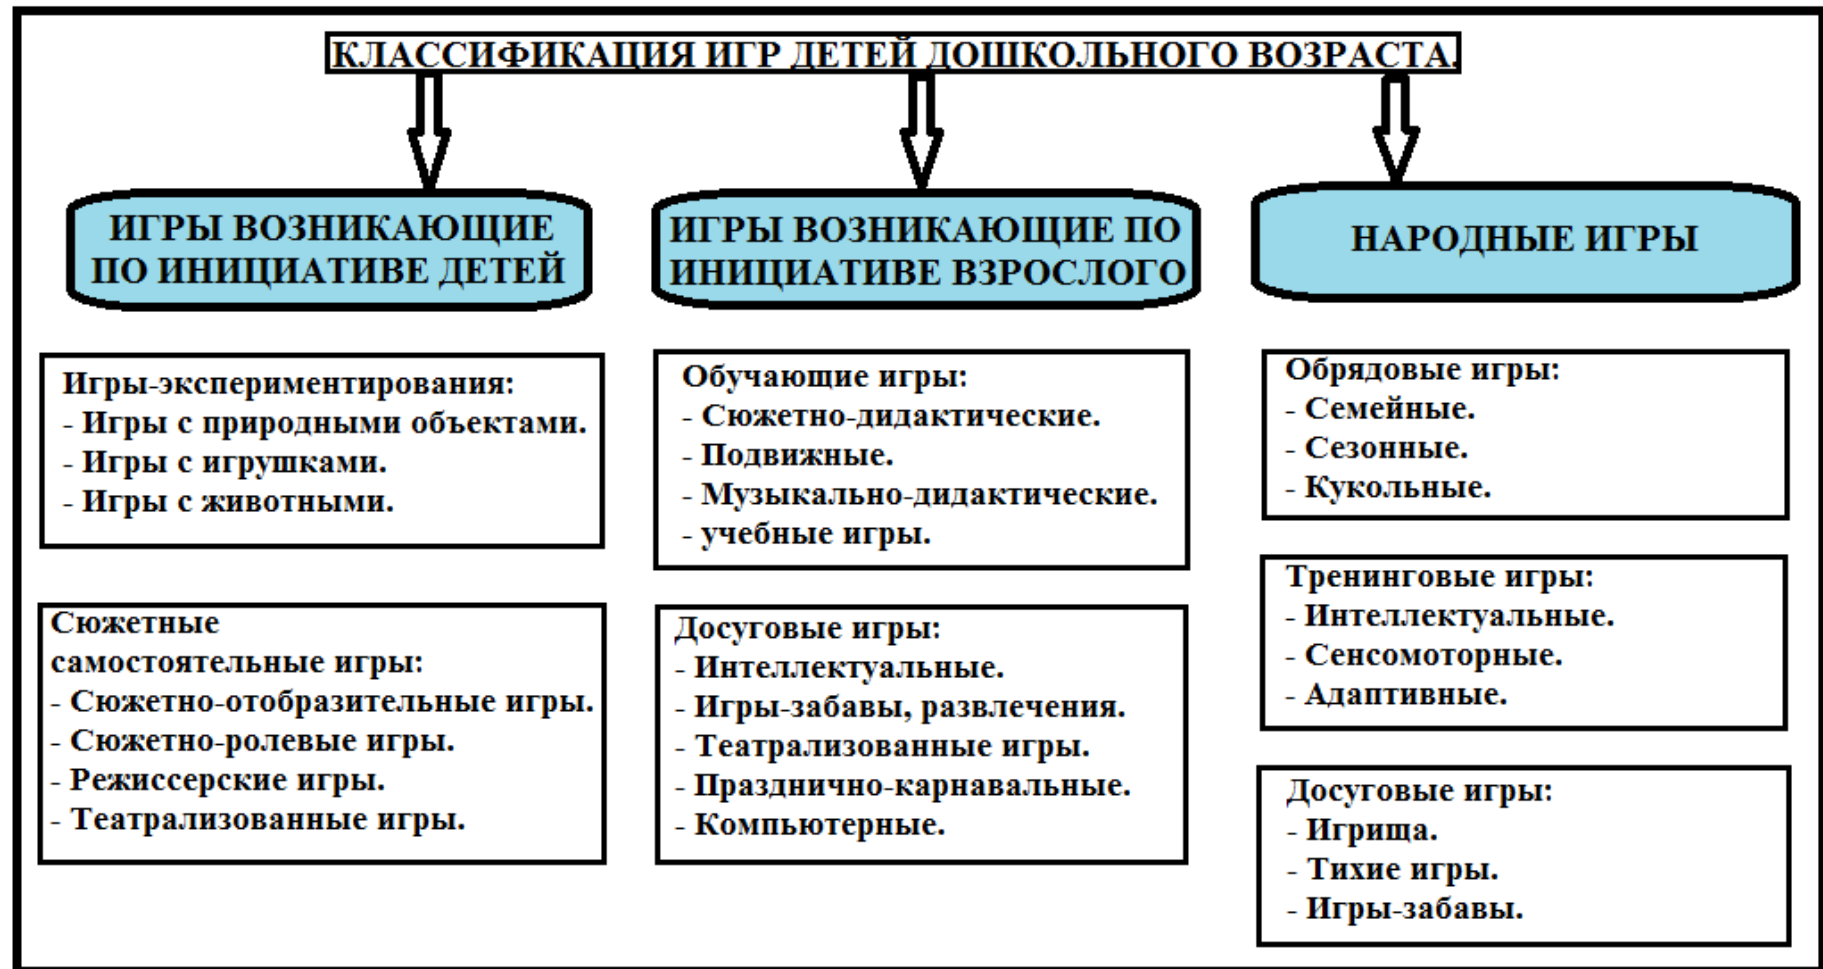 КЛАССИФИКАЦИЯ ИГР ДЕТЕЙ ДОШКОЛЬНОГО ВОЗРАСТА.
ИГРЫ ВОЗНИКАЮЩИЕ
ПО ИНИЦИАТИВЕ ДЕТЕЙ
Игры-экспериментирования:
- Игры с природными объектами.
- Игры с игрушками.
- Игры с животными.
Сюжетные
самостоятельные игры:
- Сюжетно-отобразительные игры.
- Сюжетно-ролевые игры.
- Режиссерские игры.
- Театрализованные игры.
ИГРЫ ВОЗНИКАЮЩИЕ ПО
ИНИЦИАТИВЕ ВЗРОСЛОГО
Обучающие игры:
- Сюжетно-дидактические.
- Подвижные.
- Музыкально-дидактические.
- учебные игры.
Досуговые игры:
- Интеллектуальные.
- Игры-забавы, развлечения.
- Театрализованные игры.
- Празднично-карнавальные.
- Компьютерные.
НАРОДНЫЕ ИГРЫ
Обрядовые игры:
- Семейные.
- Сезонные.
- Кукольные.
Тренинговые игры:
- Интеллектуальные.
- Сенсомоторные.
- Адаптивные.
Досуговые игры:
- Игрища.
- Тихие игры.
- Игры-забавы.